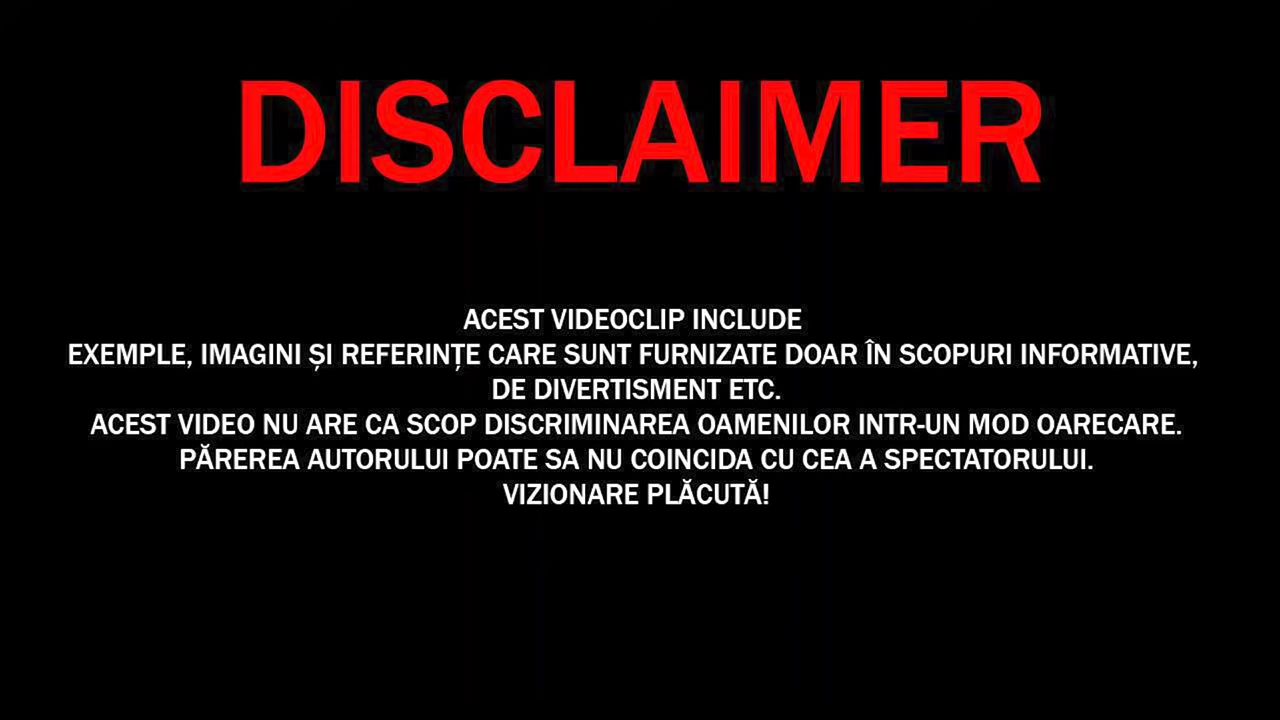 DISCLAIMER
ACEST VIDEOCLIP INCLUDE
EXEMPLE, IMAGINI ȘI REFERINȚE CARE SUNT FURNIZATE DOAR ÎN SCOPURI INFORMATIVE,
DE DIVERTISMENT ETC.
ACEST VIDEO NU ARE CA SCOP DISCRIMINAREA OAMENILOR INTR-UN MOD OARECARE.
PĂREREA AUTORULUI POATE SA NU COINCIDA CU CEA A SPECTATORULUI.
VIZIONARE PLĂCUTĂ!